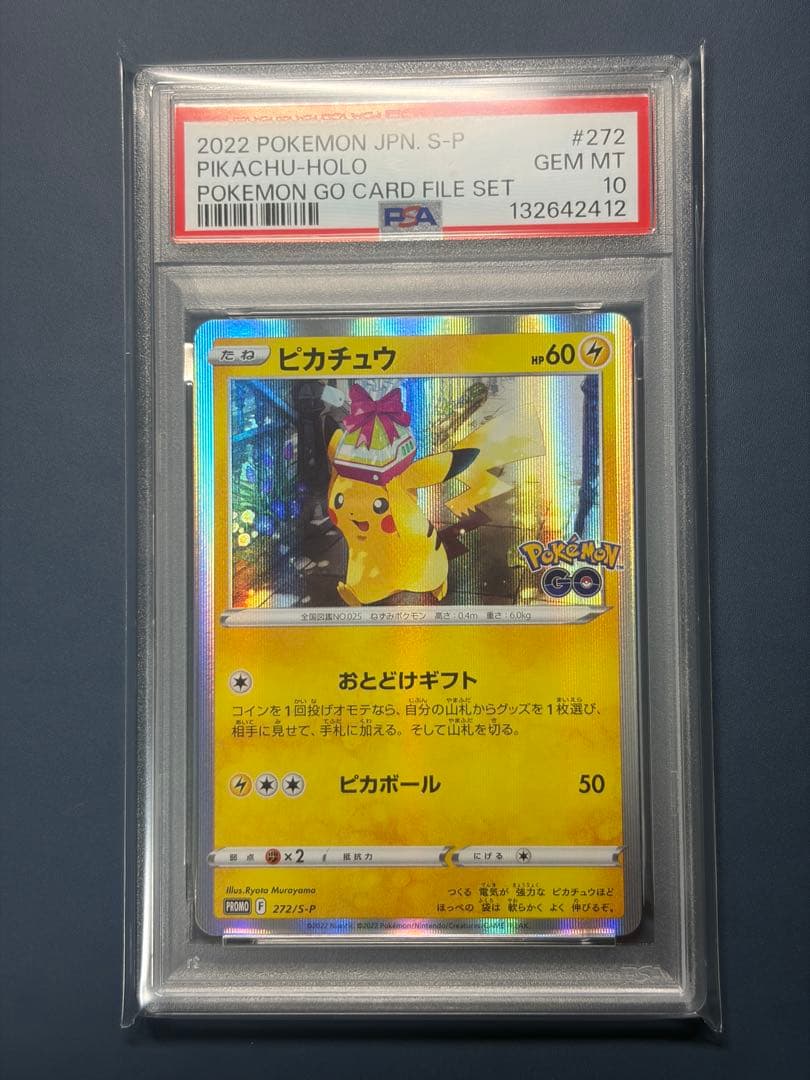 2022 POKEMON JPN. S-P #272
PIKACHU-HOLO GEM MT
POKEMON GO CARD FILE SET 10
PSA 132642412
たね ピカチュウ HP60
Pokémon
GO
全国図鑑NO.025 ねずみポケモン 高さ:0.4m 重さ:6.0kg
おとどけギフト
コインを1回投げオモテなら、自分の山札からグッズを1枚選び、
相手に見せて、手札に加える。そして山札を切る。
ピカボール 50
弱点 ×2 抵抗力 にげる
Illus.Ryota Murayama
つくる 電気が 強力な ピカチュウほど
ほっぺの 袋は 軟らかく よく 伸びるぞ。
PROMO F 272/S-P
©2022 Pokémon/Nintendo/Creatures/GAME FREAK.